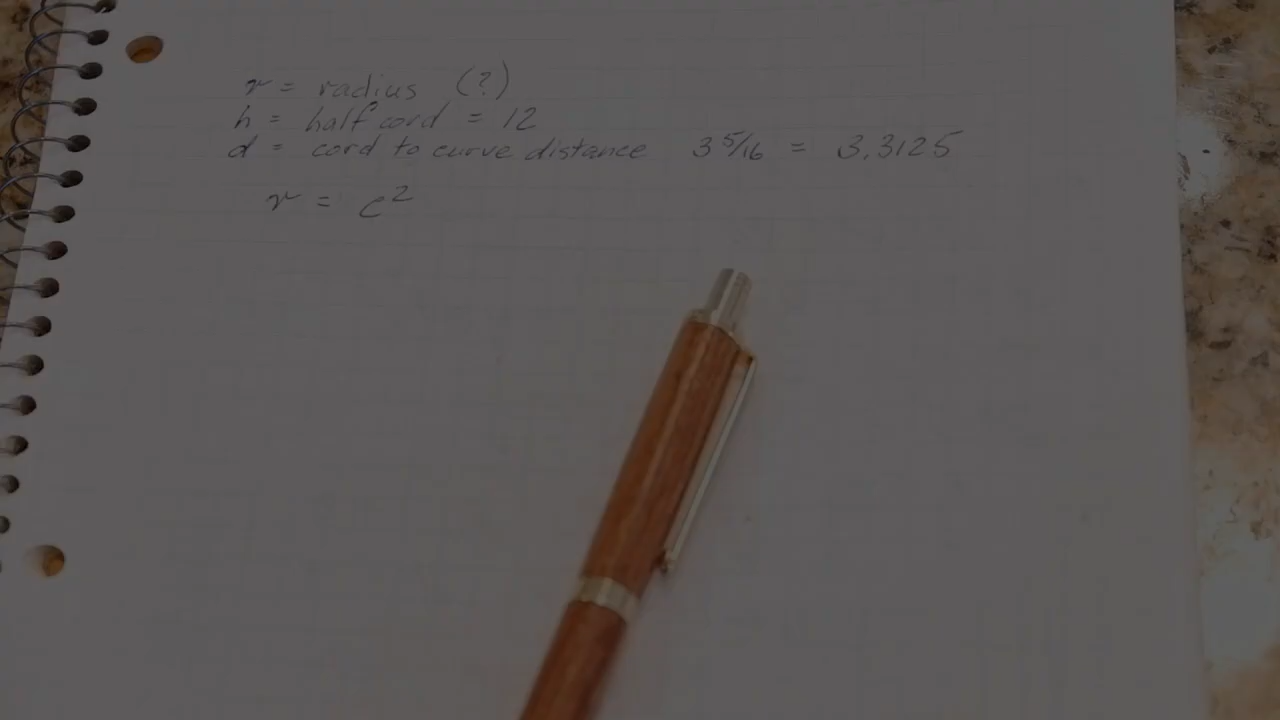 r = radius (?)
h = half cord = 12
d = cord to curve distance 3 5/16 = 3.3125
r = c²